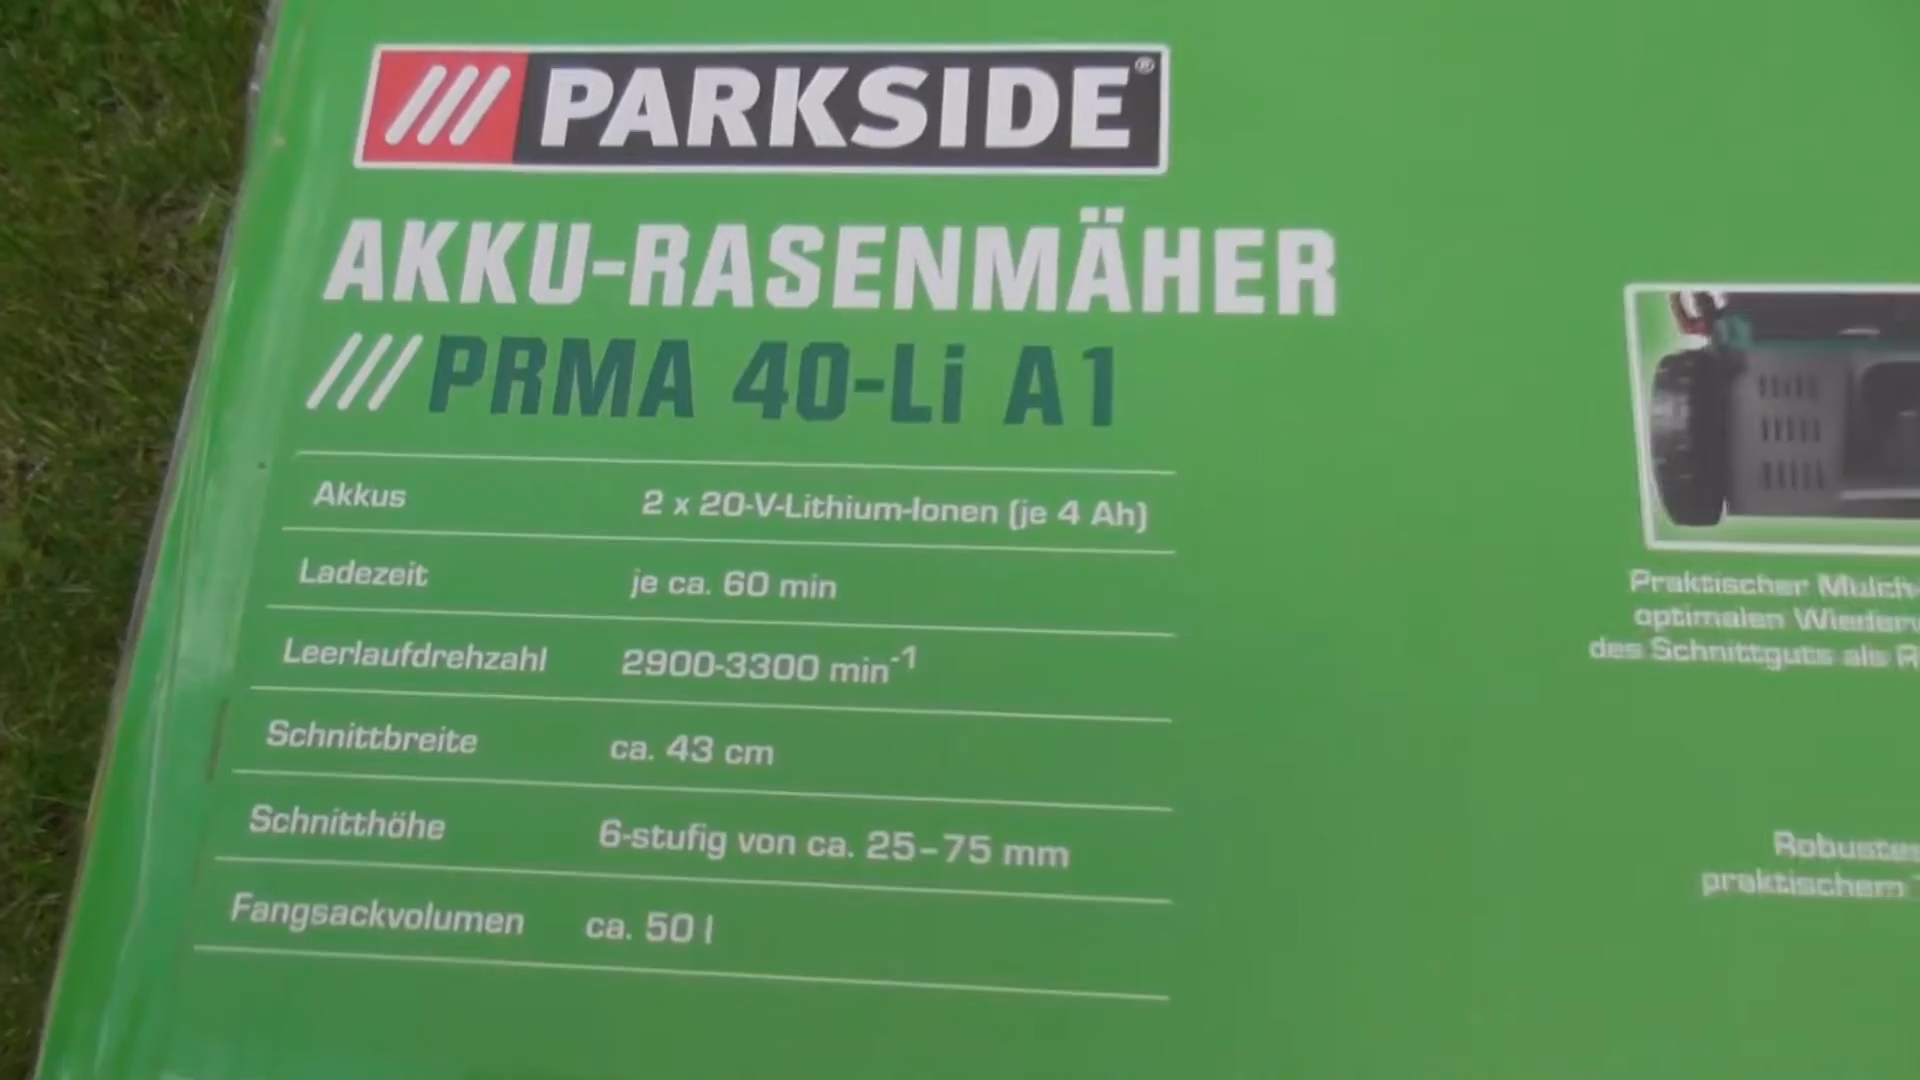 PARKSIDE®
AKKU-RASENMÄHER
PRMA 40-Li A1
Akkus 2 x 20-V-Lithium-Ionen (je 4 Ah)
Ladezeit je ca. 60 min
Leerlaufdrehzahl 2900-3300 min⁻¹
Schnittbreite ca. 43 cm
Schnitthöhe 6-stufig von ca. 25–75 mm
Fangsackvolumen ca. 50 l
Praktischer Mulch-
optimalen
des Schnittguts als
praktischem